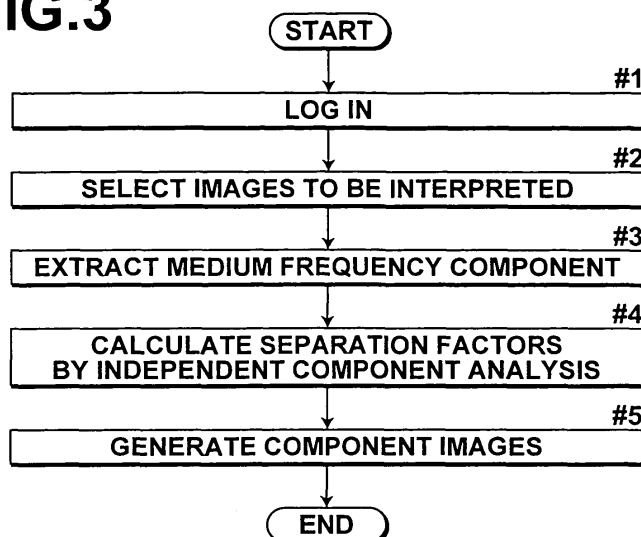 IG.3
START
#1
LOG IN
#2
SELECT IMAGES TO BE INTERPRETED
#3
EXTRACT MEDIUM FREQUENCY COMPONENT
#4
CALCULATE SEPARATION FACTORS
BY INDEPENDENT COMPONENT ANALYSIS
#5
GENERATE COMPONENT IMAGES
END